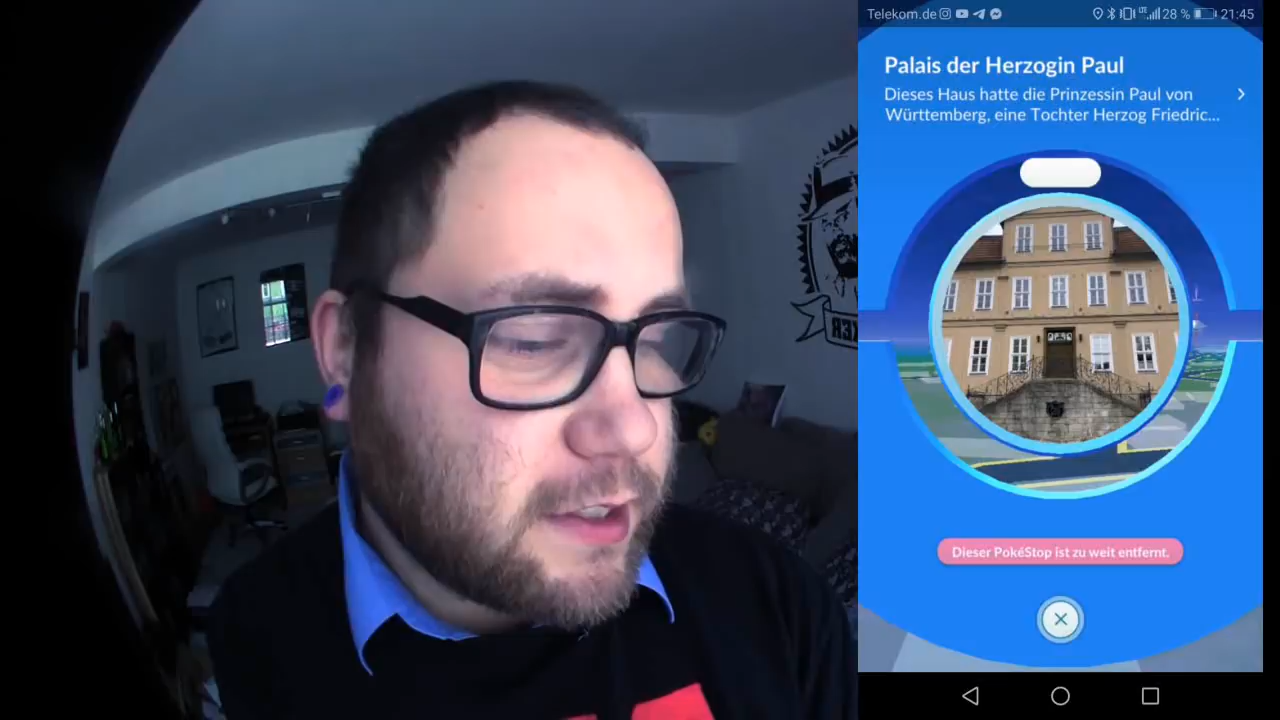 Telekom.de 28 % 21:45
Palais der Herzogin Paul
Dieses Haus hatte die Prinzessin Paul von
Württemberg, eine Tochter Herzog Friedric...
Dieser PokéStop ist zu weit entfernt.